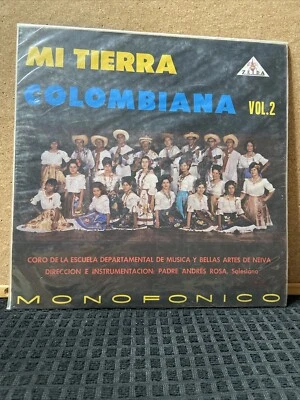 MI TIERRA
ZEIDA
COLOMBIANA VOL.2
CORO DE LA ESCUELA DEPARTAMENTAL DE MUSICA Y BELLAS ARTES DE NEIVA
DIRECCION E INSTRUMENTACION: PADRE ANDRES ROSA, Salesiano
MONOFONICO